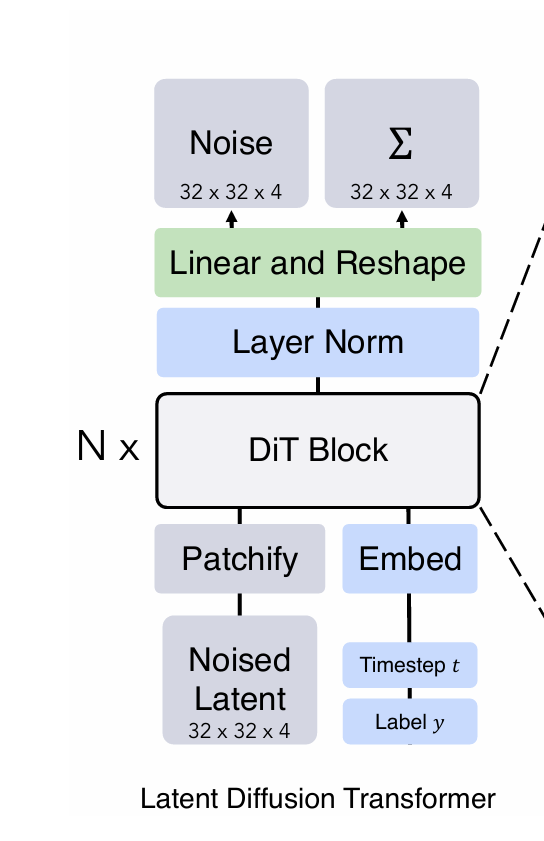 Noise
Σ
32 x 32 x 4
32 x 32 x 4
Linear and Reshape
Layer Norm
N x
DiT Block
Patchify
Embed
Noised
Latent
32 x 32 x 4
Timestep t
Label y
Latent Diffusion Transformer